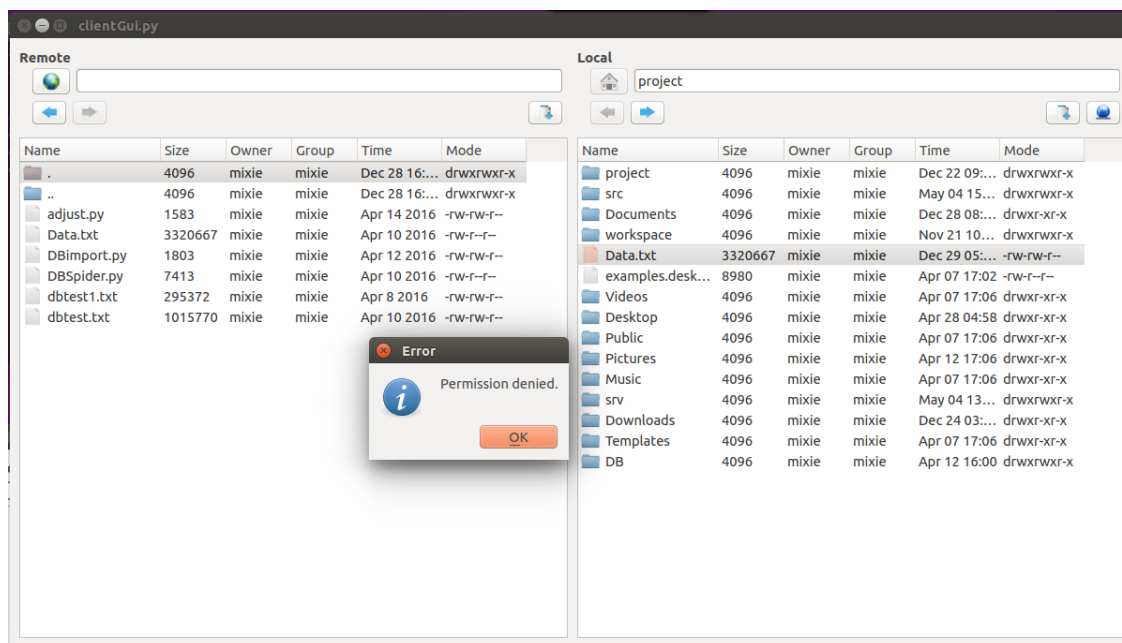 clientGui.py
Remote
Name Size Owner Group Time Mode
. 4096 mixie mixie Dec 28 16:... drwxrwxr-x
.. 4096 mixie mixie Dec 28 16:... drwxrwxr-x
adjust.py 1583 mixie mixie Apr 14 2016 -rw-rw-r--
Data.txt 3320667 mixie mixie Apr 10 2016 -rw-r--r--
DBimport.py 1803 mixie mixie Apr 12 2016 -rw-rw-r--
DBSpider.py 7413 mixie mixie Apr 10 2016 -rw-rw-r--
dbtest1.txt 295372 mixie mixie Apr 8 2016 -rw-rw-r--
dbtest.txt 1015770 mixie mixie Apr 10 2016 -rw-rw-r--
Error
Permission denied.
OK
Local
project
Name Size Owner Group Time Mode
project 4096 mixie mixie Dec 22 09:... drwxrwxr-x
src 4096 mixie mixie May 04 15... drwxrwxr-x
Documents 4096 mixie mixie Dec 28 08:... drwxr-xr-x
workspace 4096 mixie mixie Nov 21 10... drwxrwxr-x
Data.txt 3320667 mixie mixie Dec 29 05:... -rw-rw-r--
examples.desk... 8980 mixie mixie Apr 07 17:02 -rw-r--r--
Videos 4096 mixie mixie Apr 07 17:06 drwxr-xr-x
Desktop 4096 mixie mixie Apr 28 04:58 drwxr-xr-x
Public 4096 mixie mixie Apr 07 17:06 drwxr-xr-x
Pictures 4096 mixie mixie Apr 12 17:06 drwxr-xr-x
Music 4096 mixie mixie Apr 07 17:06 drwxr-xr-x
srv 4096 mixie mixie May 04 13... drwxrwxr-x
Downloads 4096 mixie mixie Dec 24 03:... drwxr-xr-x
Templates 4096 mixie mixie Apr 07 17:06 drwxr-xr-x
DB 4096 mixie mixie Apr 12 16:00 drwxrwxr-x